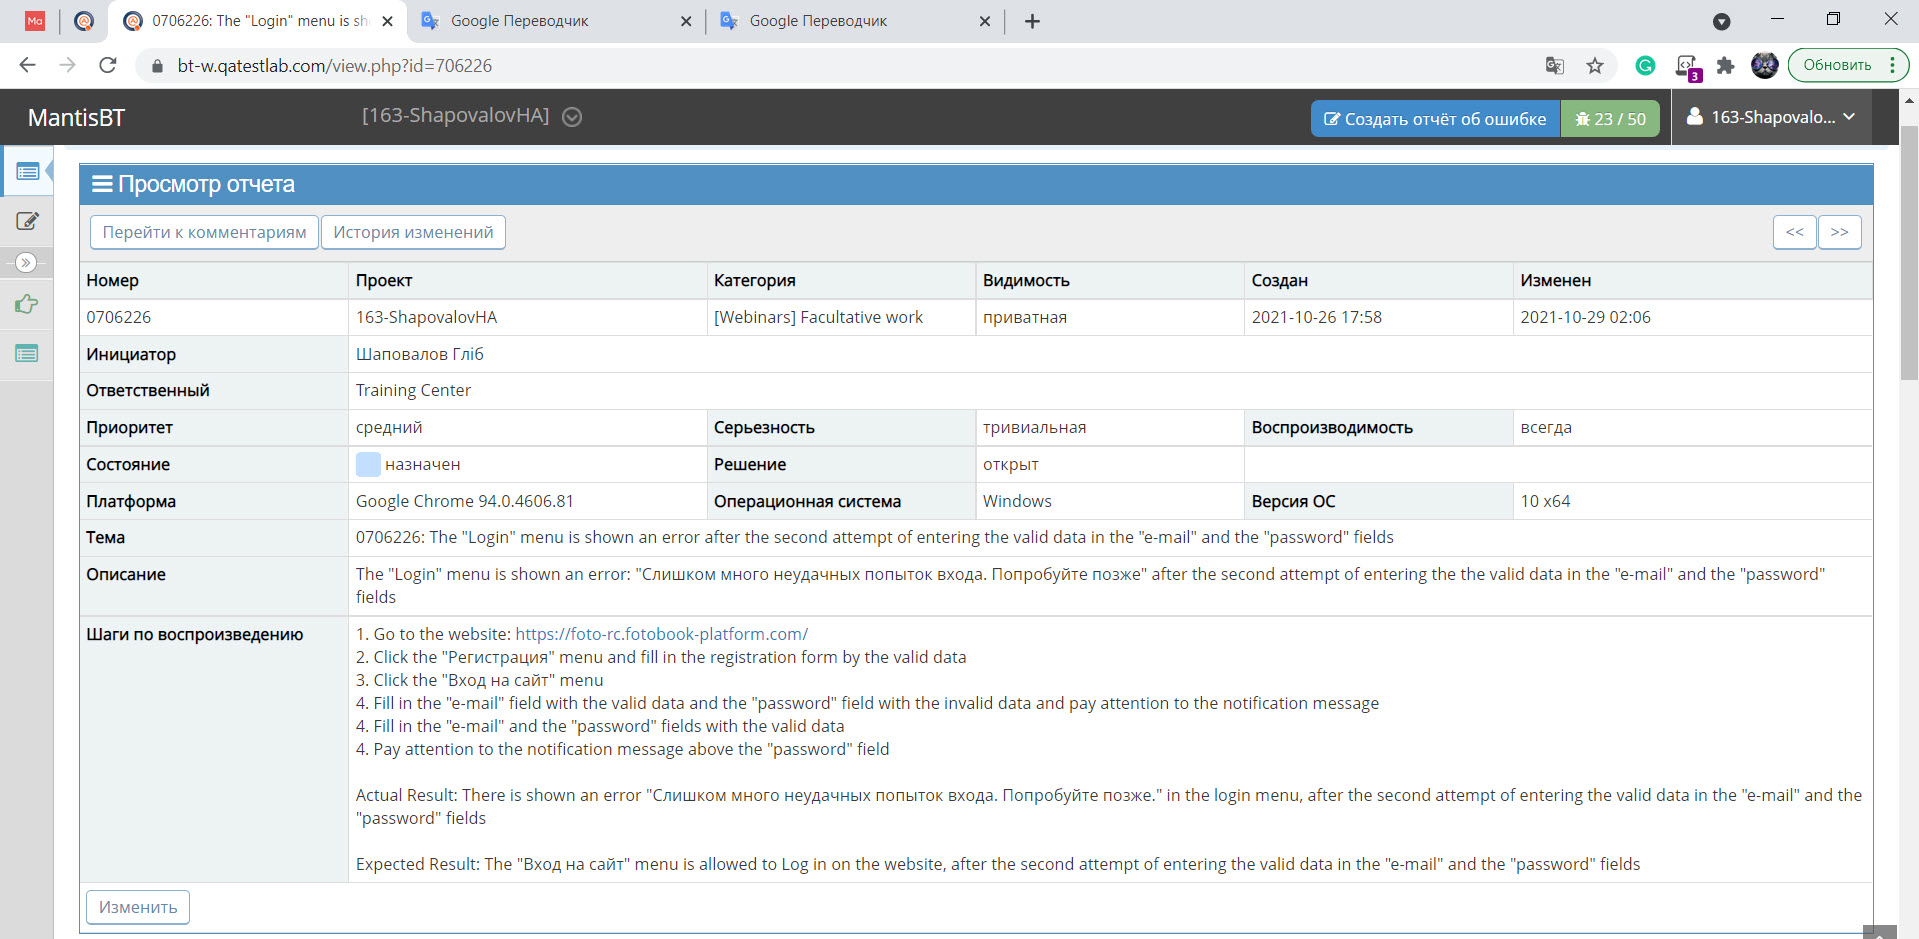 Ma
0706226: The "Login" menu is sh
Google Переводчик
Google Переводчик
bt-w.qatestlab.com/view.php?id=706226
3
Обновить
MantisBT
[163-ShapovalovHA]
Создать отчёт об ошибке
23 / 50
163-Shapovalo...
Просмотр отчета
Перейти к комментариям
История изменений
<<
>>
Номер Проект Категория Видимость Создан Изменен
0706226 163-ShapovalovHA [Webinars] Facultative work приватная 2021-10-26 17:58 2021-10-29 02:06
Инициатор Шаповалов Гліб
Ответственный Training Center
Приоритет средний Серьезность тривиальная Воспроизводимость всегда
Состояние назначен Решение открыт
Платформа Google Chrome 94.0.4606.81 Операционная система Windows Версия ОС 10 x64
Тема 0706226: The "Login" menu is shown an error after the second attempt of entering the valid data in the "e-mail" and the "password" fields
Описание The "Login" menu is shown an error: "Слишком много неудачных попыток входа. Попробуйте позже" after the second attempt of entering the the valid data in the "e-mail" and the "password"
fields
Шаги по воспроизведению 1. Go to the website: https://foto-rc.fotobook-platform.com/
2. Click the "Регистрация" menu and fill in the registration form by the valid data
3. Click the "Вход на сайт" menu
4. Fill in the "e-mail" field with the valid data and the "password" field with the invalid data and pay attention to the notification message
4. Fill in the "e-mail" and the "password" fields with the valid data
4. Pay attention to the notification message above the "password" field
Actual Result: There is shown an error "Слишком много неудачных попыток входа. Попробуйте позже." in the login menu, after the second attempt of entering the valid data in the "e-mail" and the
"password" fields
Expected Result: The "Вход на сайт" menu is allowed to Log in on the website, after the second attempt of entering the valid data in the "e-mail" and the "password" fields
Изменить